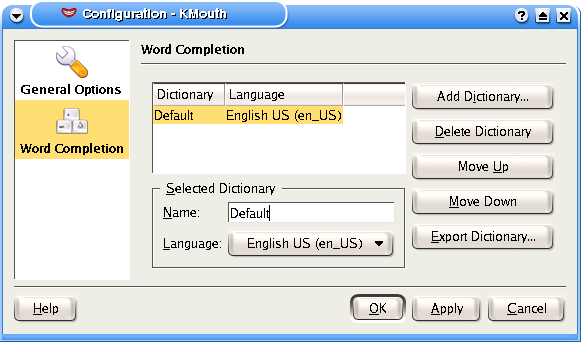 Configuration - KMouth
General Options
Word Completion
Word Completion
Dictionary Language
Default English US (en_US)
Add Dictionary...
Delete Dictionary
Move Up
Move Down
Export Dictionary...
Selected Dictionary
Name: Default
Language: English US (en_US)
Help OK Apply Cancel